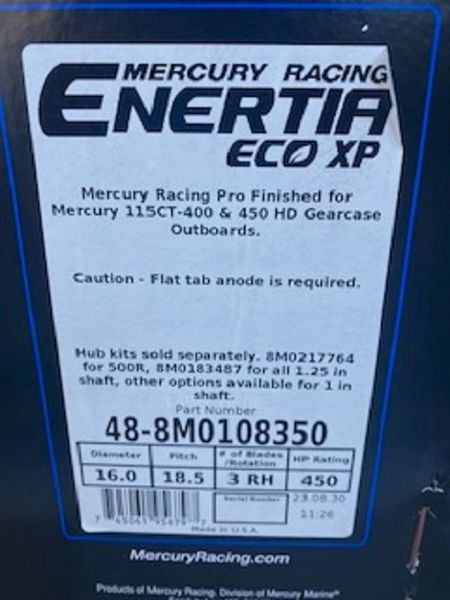 MERCURY RACING
ENERTIA
ECO XP
Mercury Racing Pro Finished for
Mercury 115CT-400 & 450 HD Gearcase
Outboards.
Caution - Flat tab anode is required.
Hub kits sold separately. 8M0217764
for 500R, 8M0183487 for all 1.25 in
shaft, other options available for 1 in
shaft.
Part Number
48-8M0108350
Diameter Pitch # of Blades /Rotation HP Rating
16.0 18.5 3 RH 450
Serial Number 23.08.30
11:26
Made in U.S.A.
MercuryRacing.com
Products of Mercury Racing, Division of Mercury Marine®